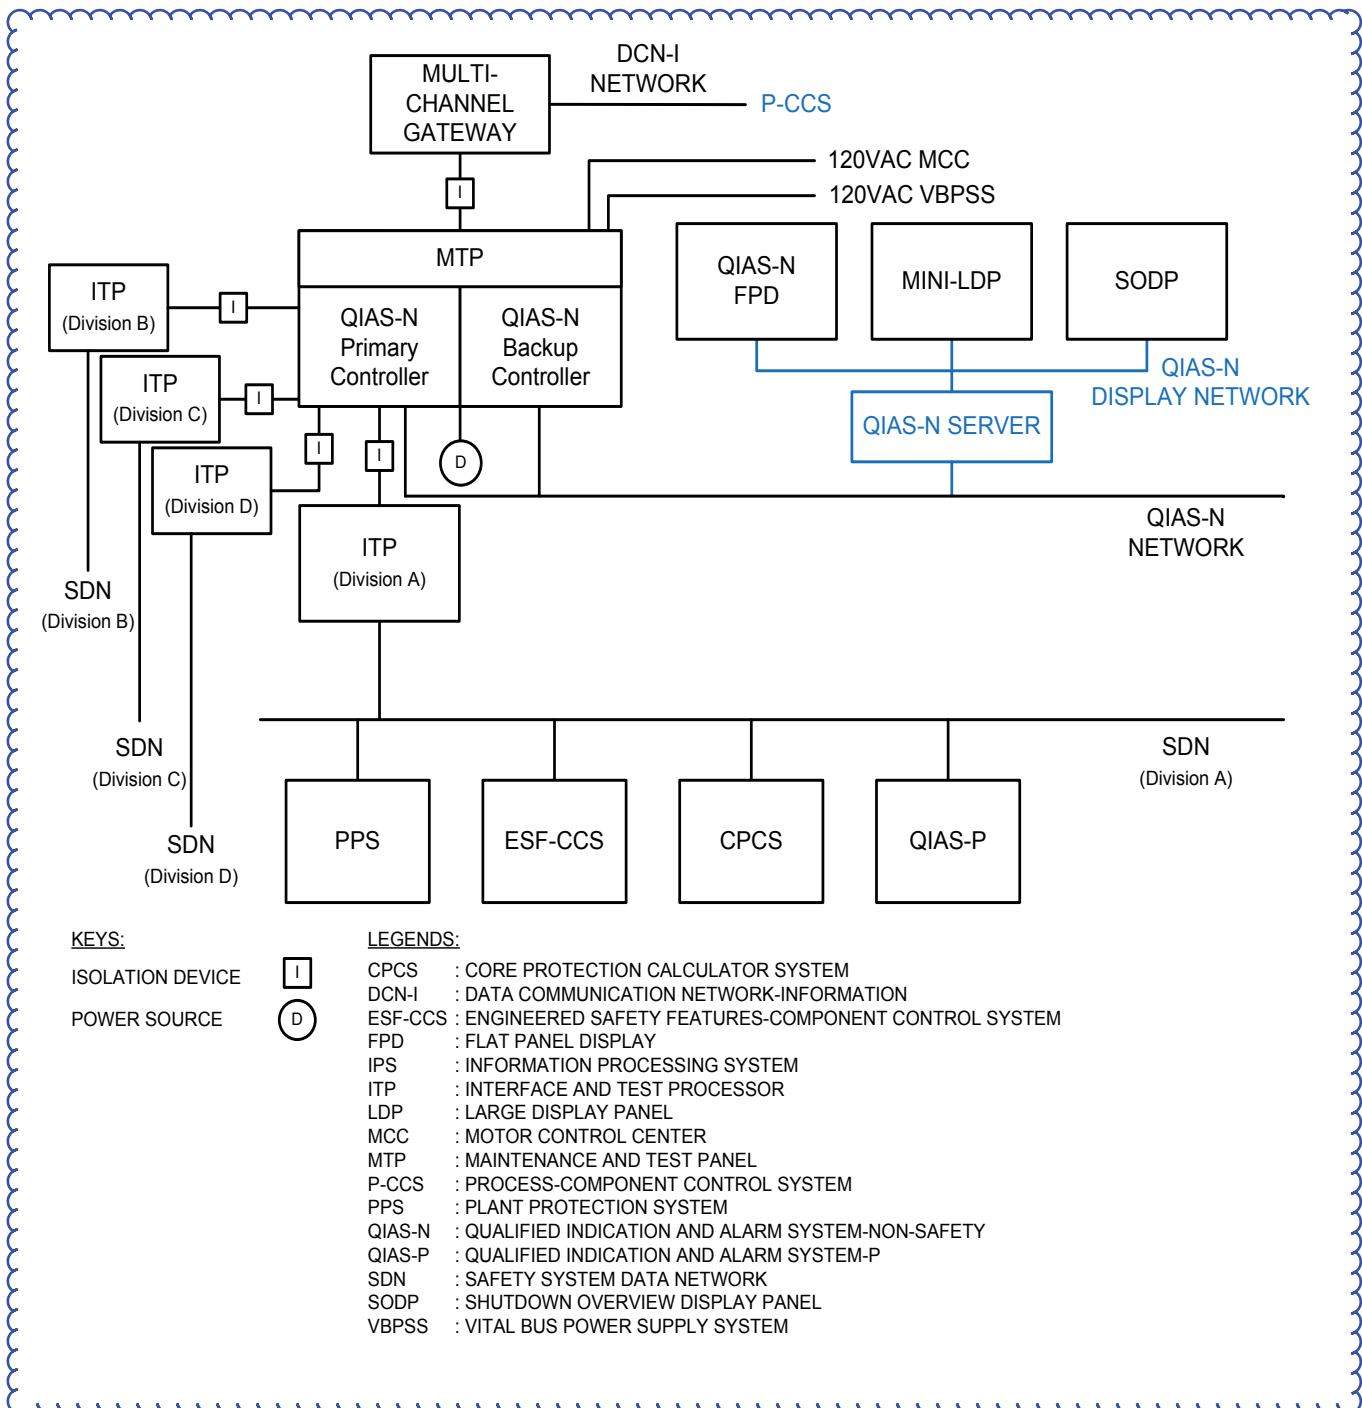 MULTI-
CHANNEL
GATEWAY
DCN-I
NETWORK
P-CCS
I
120VAC MCC
120VAC VBPSS
MTP
QIAS-N
Primary
Controller
QIAS-N
Backup
Controller
ITP
(Division B)
I
ITP
(Division C)
I
ITP
(Division D)
I
I
D
ITP
(Division A)
QIAS-N
FPD
MINI-LDP
SODP
QIAS-N
DISPLAY NETWORK
QIAS-N SERVER
QIAS-N
NETWORK
SDN
(Division B)
SDN
(Division C)
SDN
(Division D)
SDN
(Division A)
PPS
ESF-CCS
CPCS
QIAS-P
KEYS:
ISOLATION DEVICE I
POWER SOURCE D
LEGENDS:
CPCS : CORE PROTECTION CALCULATOR SYSTEM
DCN-I : DATA COMMUNICATION NETWORK-INFORMATION
ESF-CCS : ENGINEERED SAFETY FEATURES-COMPONENT CONTROL SYSTEM
FPD : FLAT PANEL DISPLAY
IPS : INFORMATION PROCESSING SYSTEM
ITP : INTERFACE AND TEST PROCESSOR
LDP : LARGE DISPLAY PANEL
MCC : MOTOR CONTROL CENTER
MTP : MAINTENANCE AND TEST PANEL
P-CCS : PROCESS-COMPONENT CONTROL SYSTEM
PPS : PLANT PROTECTION SYSTEM
QIAS-N : QUALIFIED INDICATION AND ALARM SYSTEM-NON-SAFETY
QIAS-P : QUALIFIED INDICATION AND ALARM SYSTEM-P
SDN : SAFETY SYSTEM DATA NETWORK
SODP : SHUTDOWN OVERVIEW DISPLAY PANEL
VBPSS : VITAL BUS POWER SUPPLY SYSTEM